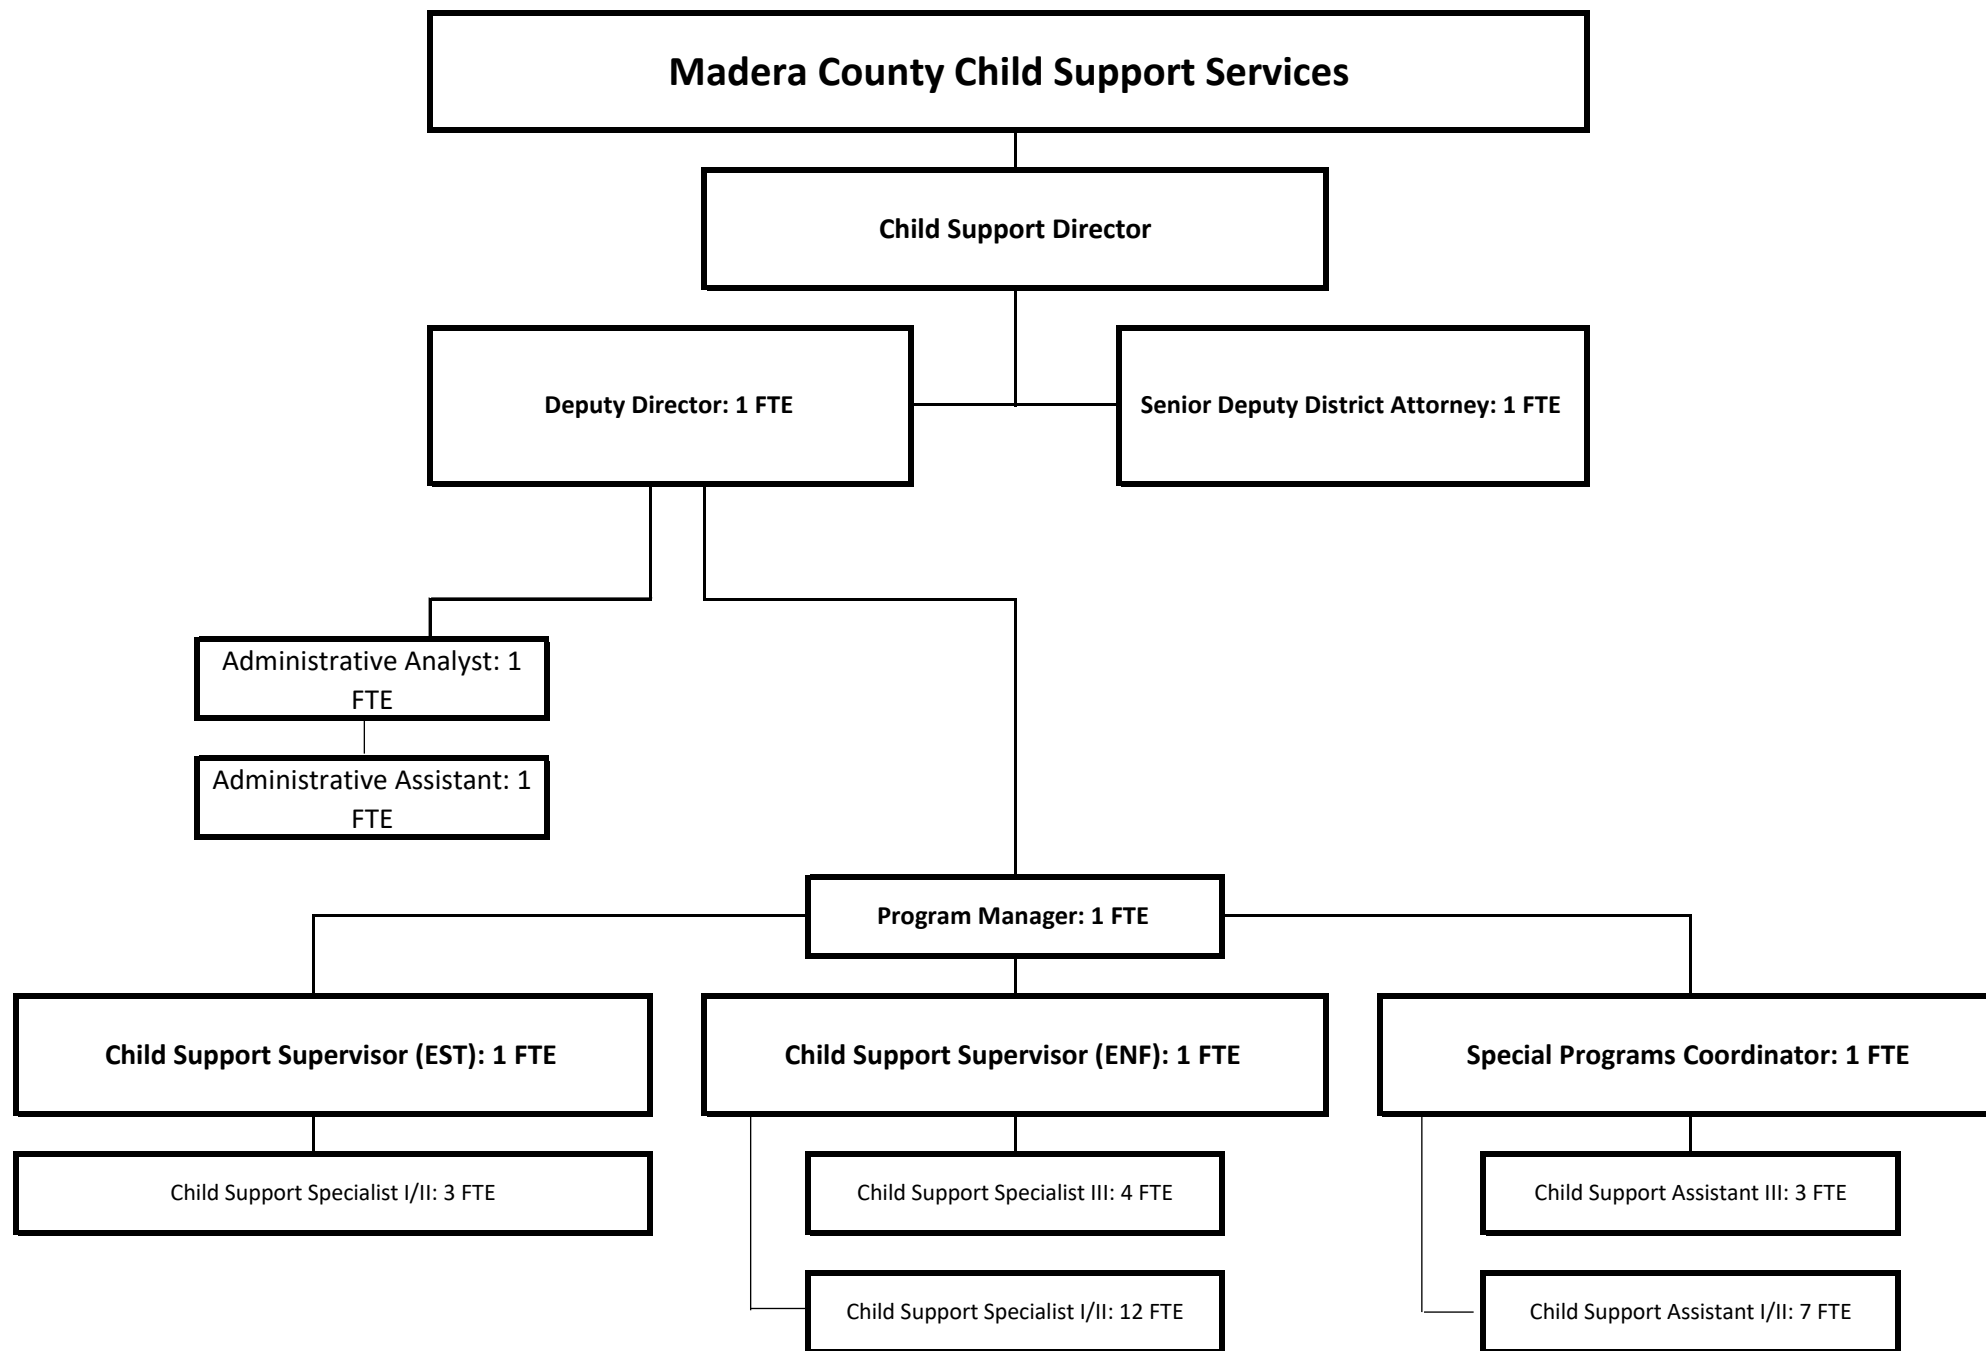 Madera County Child Support Services
Child Support Director
Deputy Director: 1 FTE
Senior Deputy District Attorney: 1 FTE
Administrative Analyst: 1
FTE
Administrative Assistant: 1
FTE
Program Manager: 1 FTE
Child Support Supervisor (EST): 1 FTE
Child Support Supervisor (ENF): 1 FTE
Special Programs Coordinator: 1 FTE
Child Support Specialist I/II: 3 FTE
Child Support Specialist III: 4 FTE
Child Support Assistant III: 3 FTE
Child Support Specialist I/II: 12 FTE
Child Support Assistant I/II: 7 FTE